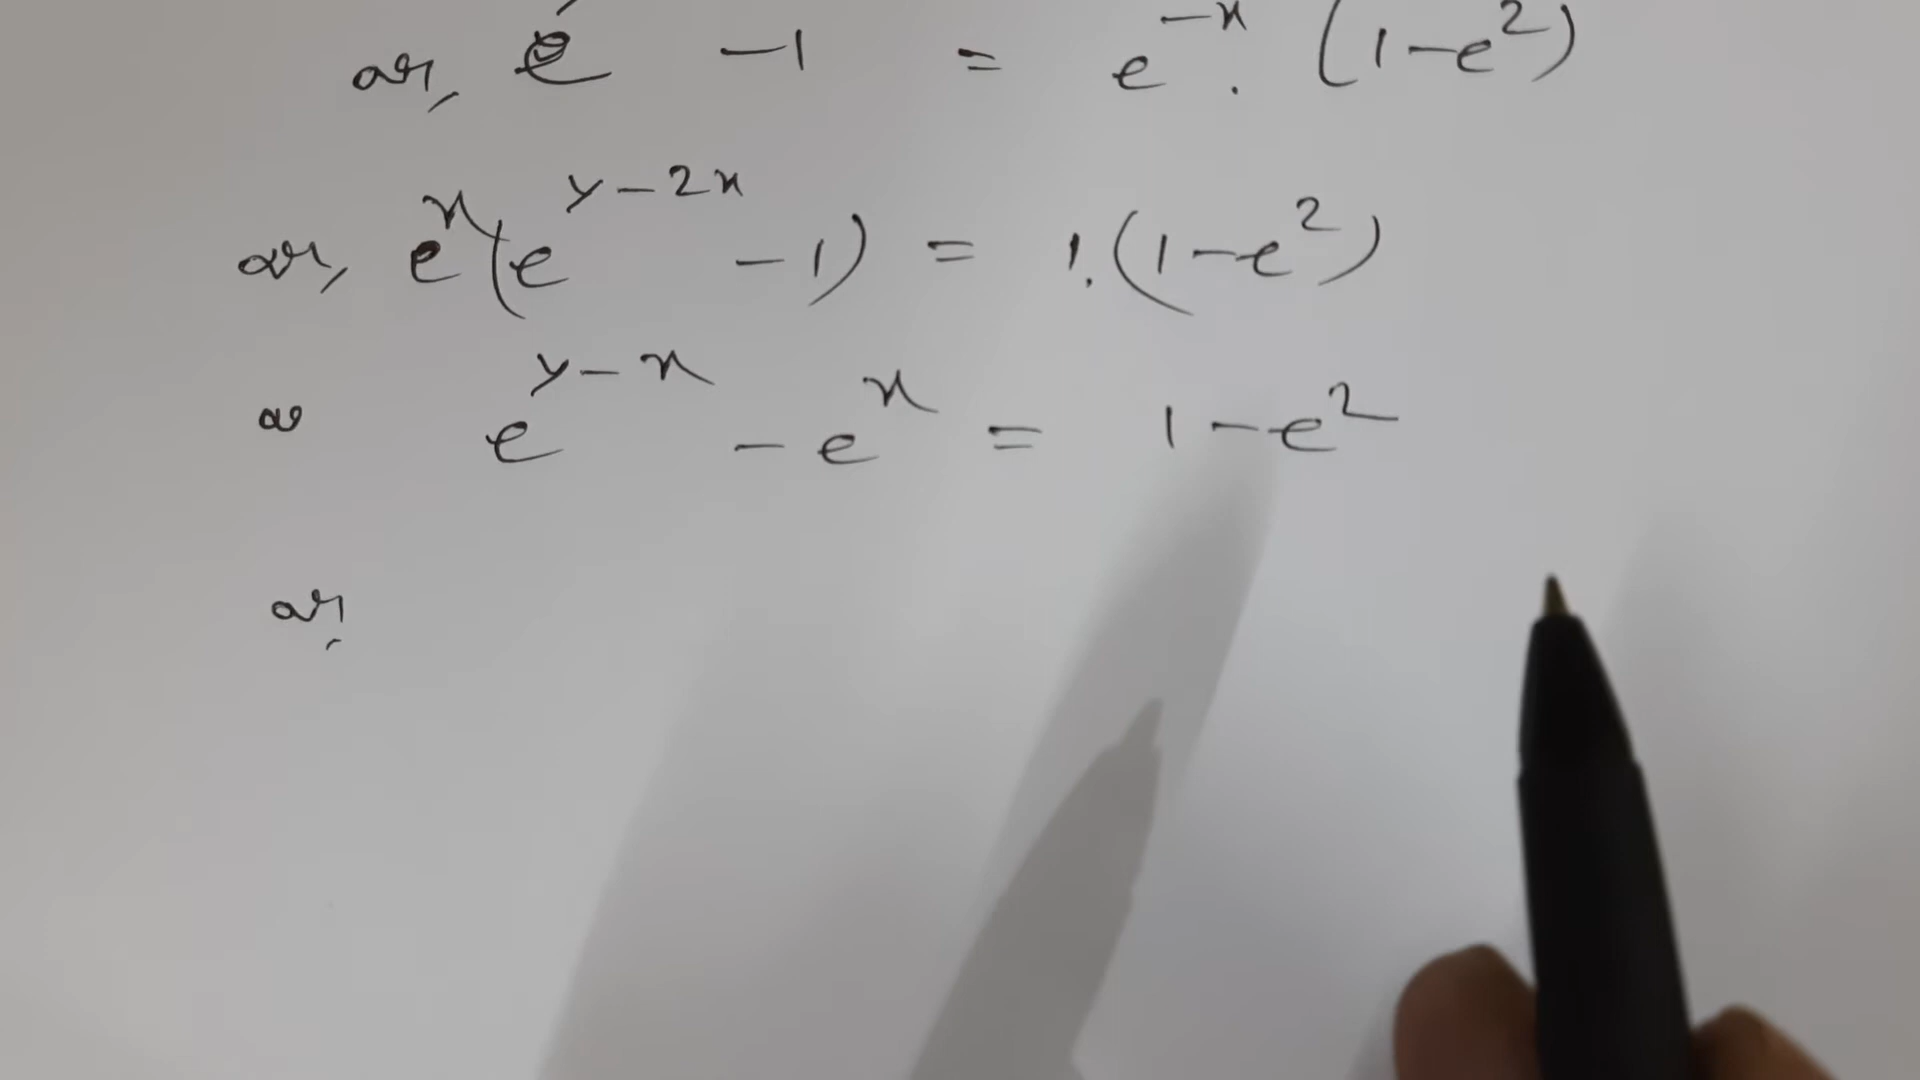 or, e - 1 = e^{-x} . (1 - e^2)
or, e^x (e^{y-2x} - 1) = 1.(1 - e^2)
or e^{y-x} - e^x = 1 - e^2
or,